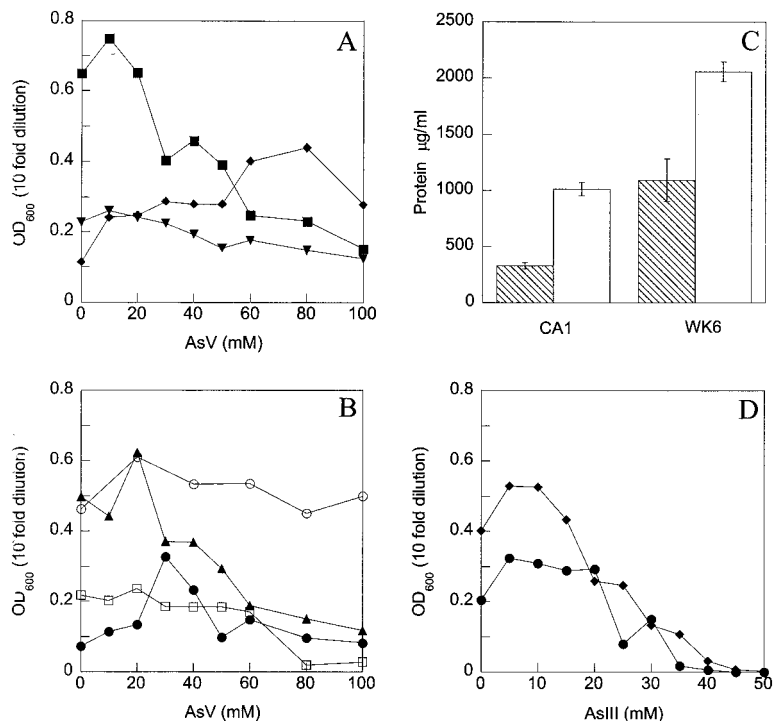 A
0.8
0.6
0.4
0.2
0
OD600 (10 fold dilution)
0 20 40 60 80 100
AsV (mM)
C
2500
2000
1500
1000
500
0
Protein µg/ml
CA1 WK6
B
0.8
0.6
0.4
0.2
0
OD600 (10 fold dilution)
0 20 40 60 80 100
AsV (mM)
D
0.8
0.6
0.4
0.2
0
OD600 (10 fold dilution)
0 10 20 30 40 50
AsIII (mM)